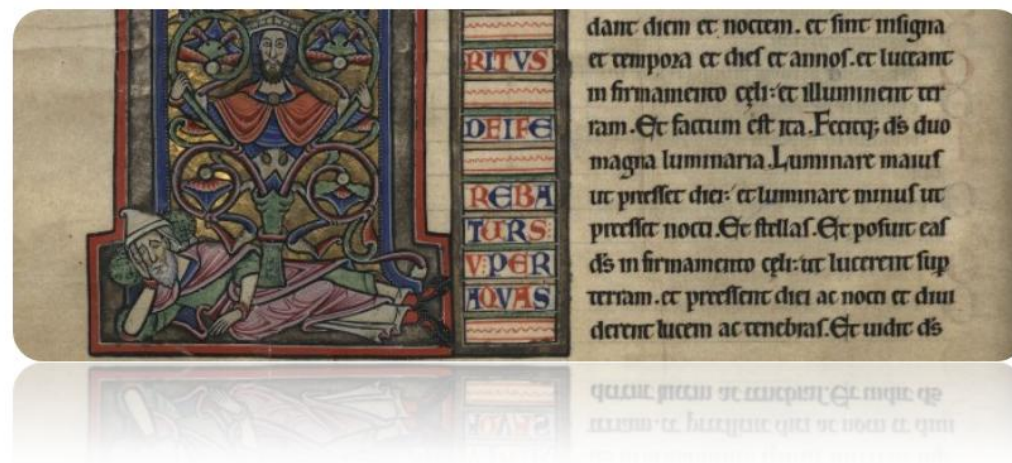 RITVS
DEIFE
REBA
TURS
VPER
AQVAS
dant diem et noctem. et sint insigna
et tempora et dies et annos. et luceant
in firmamento cęli: et illuminent ter
ram. Et factum est ita. Fecitq; ds duo
magna luminaria. Luminare maius
ut preesset diei: et luminare minus ut
preesset nocti. Et stellas. Et posuit eas
ds in firmamento cęli: ut lucerent sup
terram. et preessent diei ac nocti et diui
derent lucem ac tenebras. Et uidit ds